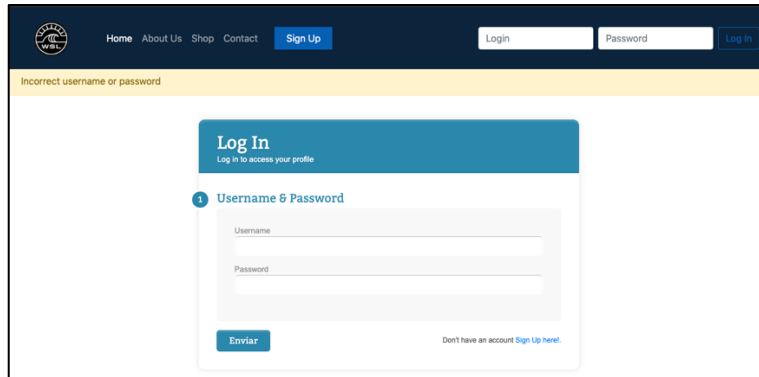 WSL
Home About Us Shop Contact Sign Up Login Password Log In
Incorrect username or password
Log In
Log in to access your profile
1 Username & Password
Username
Password
Enviar Don't have an account Sign Up here!.